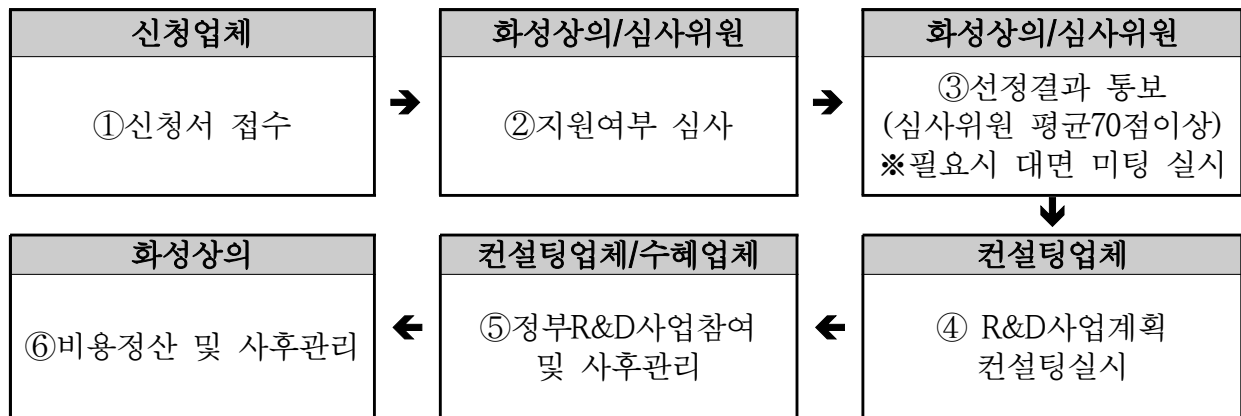 신청업체
①신청서 접수
화성상의/심사위원
②지원여부 심사
화성상의/심사위원
③선정결과 통보
(심사위원 평균70점이상)
※필요시 대면 미팅 실시
컨설팅업체
④ R&D사업계획
컨설팅실시
컨설팅업체/수혜업체
⑤정부R&D사업참여
및 사후관리
화성상의
⑥비용정산 및 사후관리